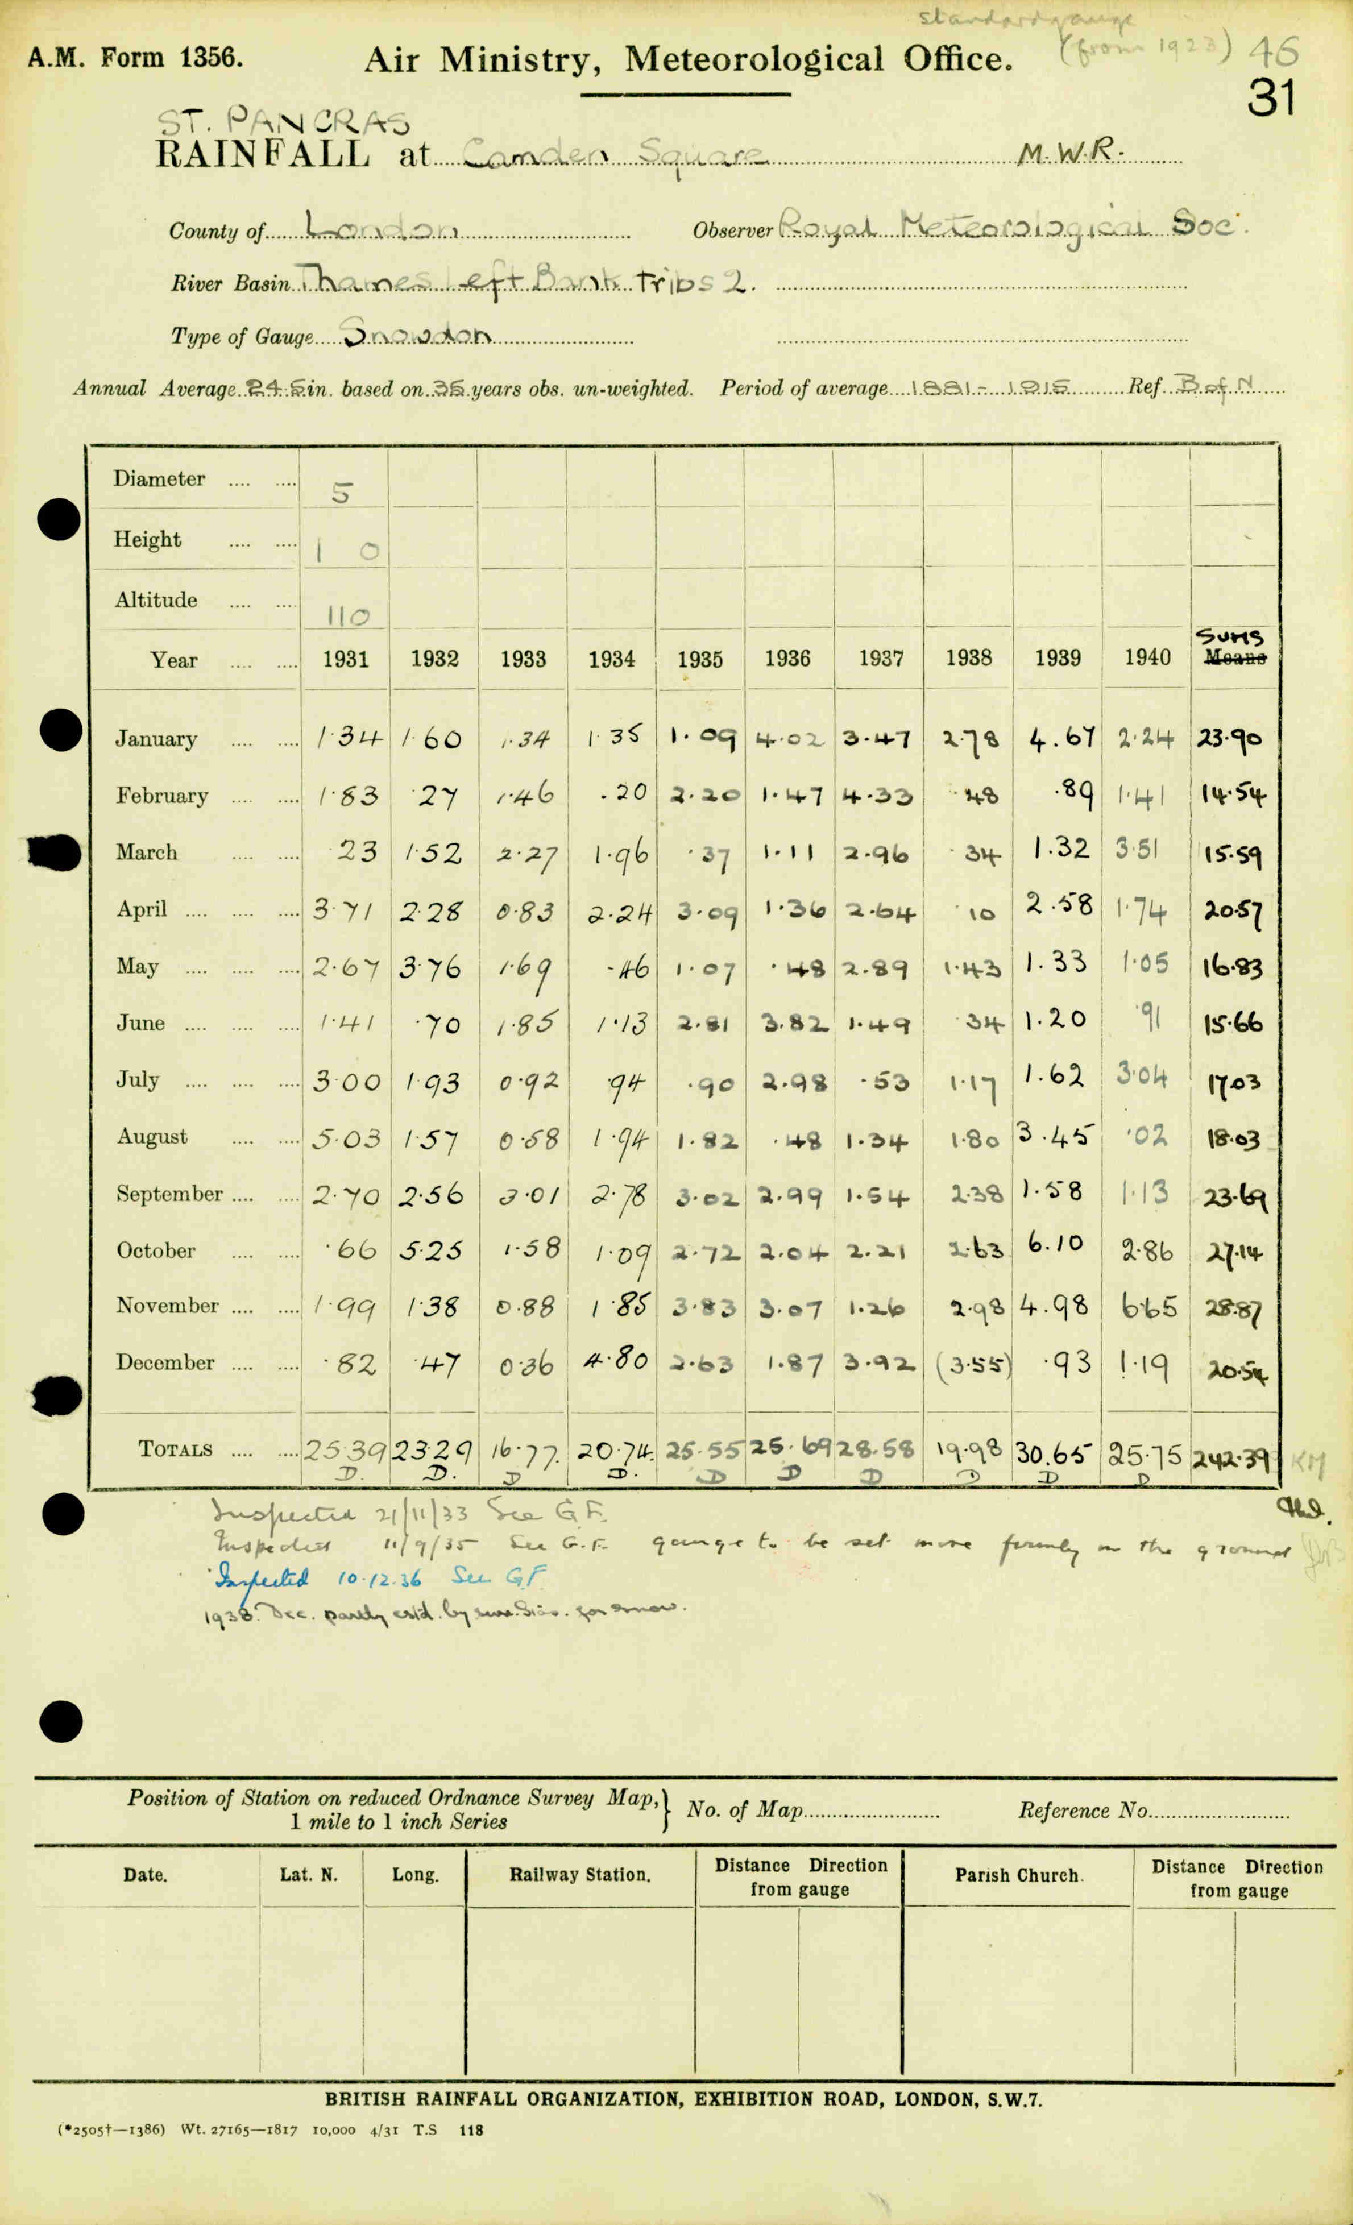 standard gauge
(from 1923) 46
A.M. Form 1356. Air Ministry, Meteorological Office.
31
ST. PANCRAS
RAINFALL at Camden Square M.W.R.
County of London Observer Royal Meteorological Soc.
River Basin Thames Left Bank Tribs 2.
Type of Gauge Snowdon
Annual Average 24.5 in. based on 35 years obs. un-weighted. Period of average 1881-1915 Ref. B of N
Diameter .... .... 5
Height .... .... 1 0
Altitude .... .... 110
Sums
Year .... .... 1931 1932 1933 1934 1935 1936 1937 1938 1939 1940 Means
January .... .... 1·34 1·60 1·34 1·35 1·09 4·02 3·47 2·78 4.67 2·24 23·90
February .... .... 1·83 ·27 1·46 .20 2·20 1·47 4·33 ·48 ·89 1·41 14·54
March .... .... 23 1·52 2·27 1·96 ·37 1·11 2·96 ·34 1.32 3·51 15·59
April .... .... .... 3·71 2·28 0·83 2·24 3·09 1·36 2·64 ·10 2.58 1·74 20·57
May .... .... .... 2·67 3·76 1·69 ·46 1·07 ·48 2·89 1·43 1.33 1·05 16·83
June .... .... .... 1·41 ·70 1·85 1·13 2·81 3.82 1·49 ·34 1.20 ·91 15·66
July .... .... .... 3·00 1·93 0·92 ·94 ·90 2·98 ·53 1·17 1.62 3·04 17·03
August .... .... 5·03 1·57 0·58 1·94 1·82 ·48 1·34 1·80 3.45 ·02 18·03
September .... .... 2·70 2·56 3·01 2·78 3·02 2·99 1·54 2·38 1·58 1·13 23·69
October .... .... ·66 5·25 1·58 1·09 2·72 2·04 2·21 2·63 6.10 2·86 27·14
November .... .... 1·99 1·38 0·88 1·85 3·83 3·07 1·26 2·98 4.98 6·65 28·87
December .... .... ·82 ·47 0·36 4·80 2·63 1·87 3·92 (3·55) ·93 1·19 20·54
TOTALS .... .... 25·39 23·29 16·77. 20·74. 25·55 25·69 28·58 19·98 30.65 25·75 242·39 KM
D. D. D D. D D D D D D
Inspected 21/11/33 See G.F.
Inspected 11/9/35 See G.F. gauge to be set more firmly in the ground
Inspected 10.12.36 See G.F
1938. Dec. partly est'd. by surr. Stns. for snow.
Position of Station on reduced Ordnance Survey Map,} No. of Map Reference No.
1 mile to 1 inch Series
Date. Lat. N. Long. Railway Station. Distance Direction from gauge Parish Church. Distance Direction from gauge
BRITISH RAINFALL ORGANIZATION, EXHIBITION ROAD, LONDON, S.W.7.
(*2505†—1386) Wt. 27165—1817 10,000 4/31 T.S 118